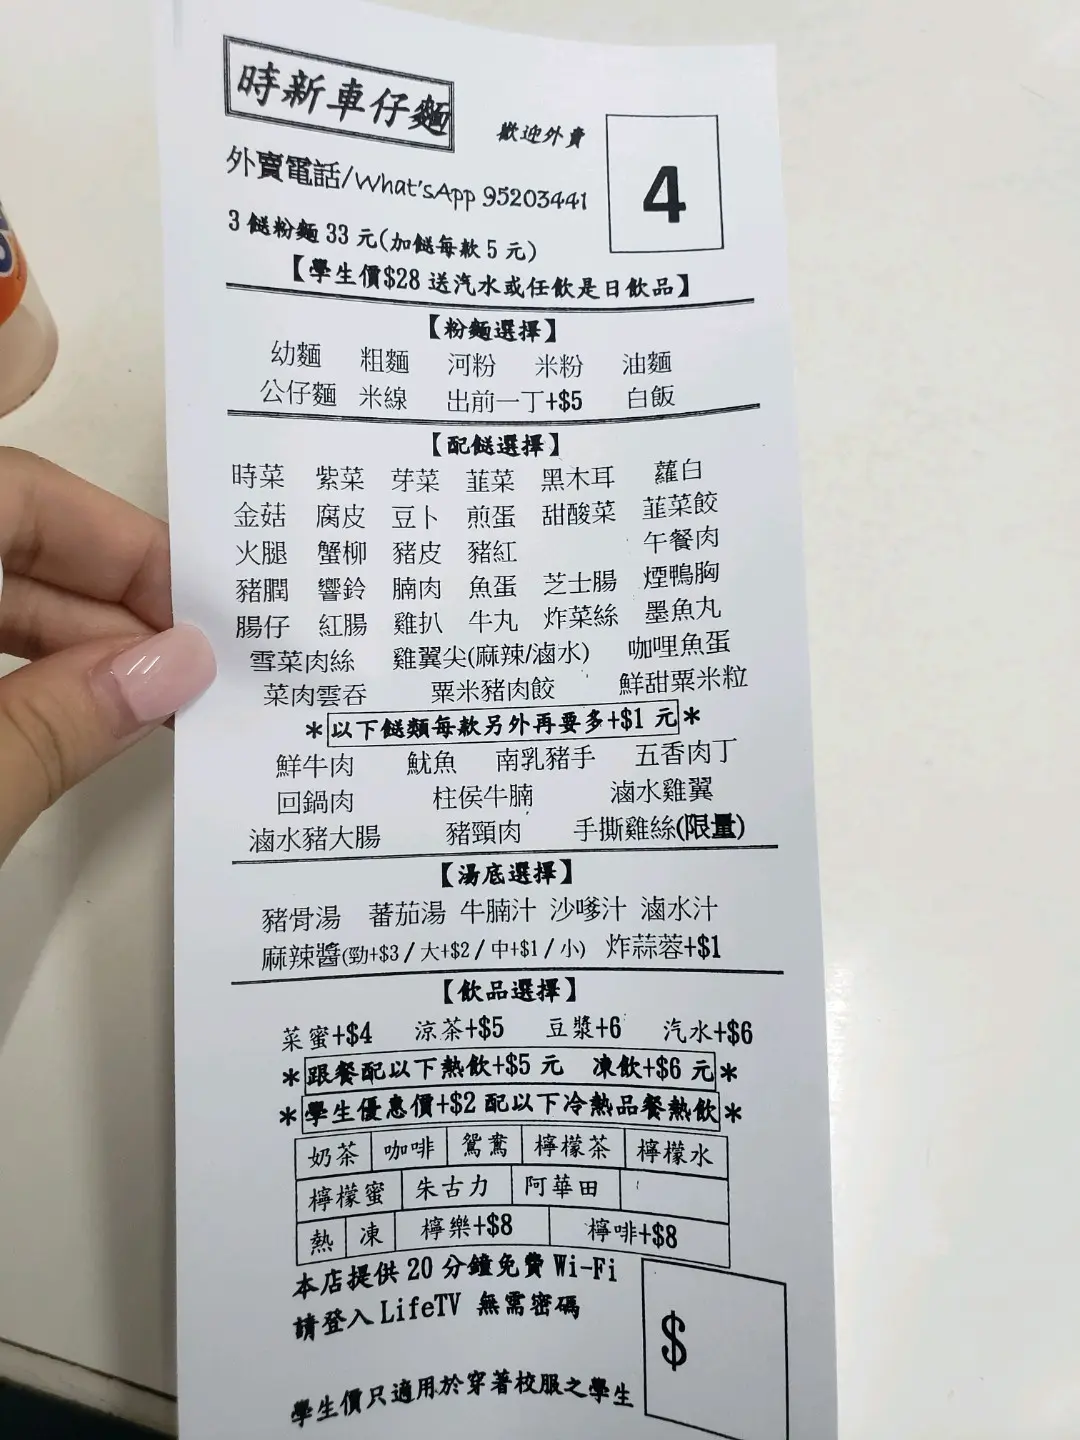 時新車仔麵
歡迎外賣
4
外賣電話/What'sApp 95203441
3 餸粉麵 33 元(加餸每款 5 元)
【學生價$28 送汽水或任飲是日飲品】
【粉麵選擇】
幼麵 粗麵 河粉 米粉 油麵
公仔麵 米線 出前一丁+$5 白飯
【配餸選擇】
時菜 紫菜 芽菜 韮菜 黑木耳 蘿白
金菇 腐皮 豆卜 煎蛋 甜酸菜 韮菜餃
火腿 蟹柳 豬皮 豬紅 午餐肉
豬膶 響鈴 腩肉 魚蛋 芝士腸 煙鴨胸
腸仔 紅腸 雞扒 牛丸 炸菜絲 墨魚丸
雪菜肉絲 雞翼尖(麻辣/滷水) 咖哩魚蛋
菜肉雲吞 粟米豬肉餃 鮮甜粟米粒
*以下餸類每款另外再要多+$1 元*
鮮牛肉 魷魚 南乳豬手 五香肉丁
回鍋肉 柱侯牛腩 滷水雞翼
滷水豬大腸 豬頸肉 手撕雞絲(限量)
【湯底選擇】
豬骨湯 蕃茄湯 牛腩汁 沙嗲汁 滷水汁
麻辣醬(勁+$3 / 大+$2 / 中+$1 / 小) 炸蒜蓉+$1
【飲品選擇】
菜蜜+$4 涼茶+$5 豆漿+6 汽水+$6
*跟餐配以下熱飲+$5 元 凍飲+$6 元*
*學生優惠價+$2 配以下冷熱品餐熱飲*
奶茶 咖啡 鴛鴦 檸檬茶 檸檬水
檸檬蜜 朱古力 阿華田
熱 凍 檸樂+$8 檸啡+$8
本店提供 20 分鐘免費 Wi-Fi
請登入 LifeTV 無需密碼
$
學生價只適用於穿著校服之學生